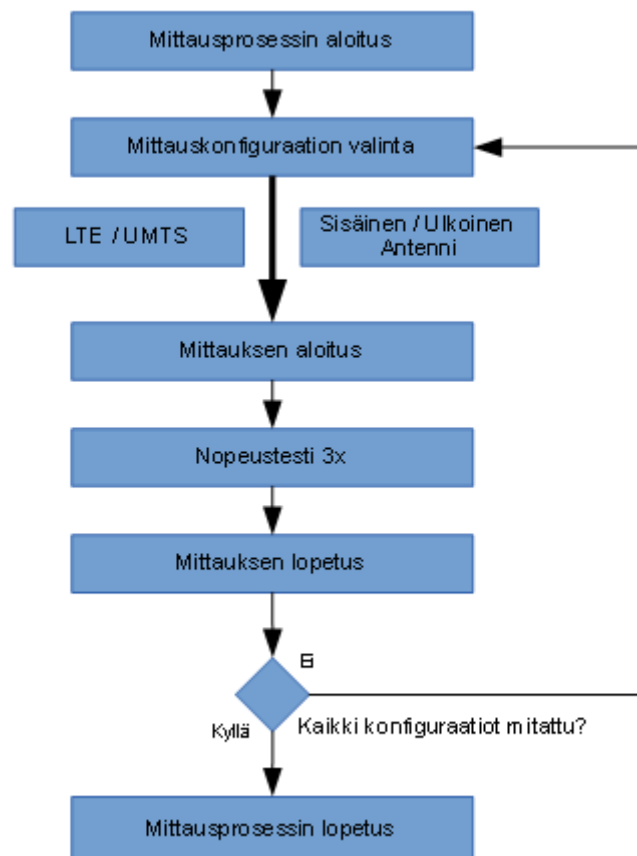 Mittausprosessin aloitus
Mittauskonfiguraation valinta
LTE / UMTS
Sisäinen / Ulkoinen
Antenni
Mittauksen aloitus
Nopeustesti 3x
Mittauksen lopetus
Ei
Kyllä
Kaikki konfiguraatiot mitattu?
Mittausprosessin lopetus